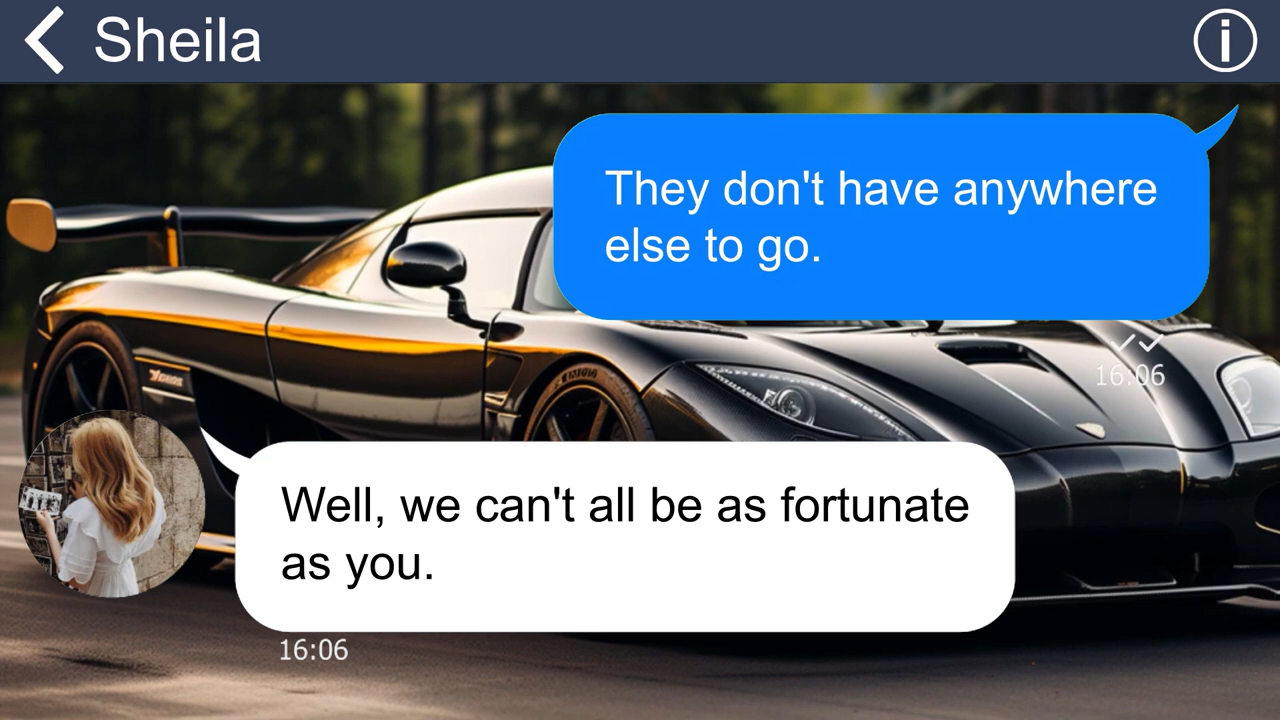 Sheila
They don't have anywhere
else to go.
16:06
Well, we can't all be as fortunate
as you.
16:06